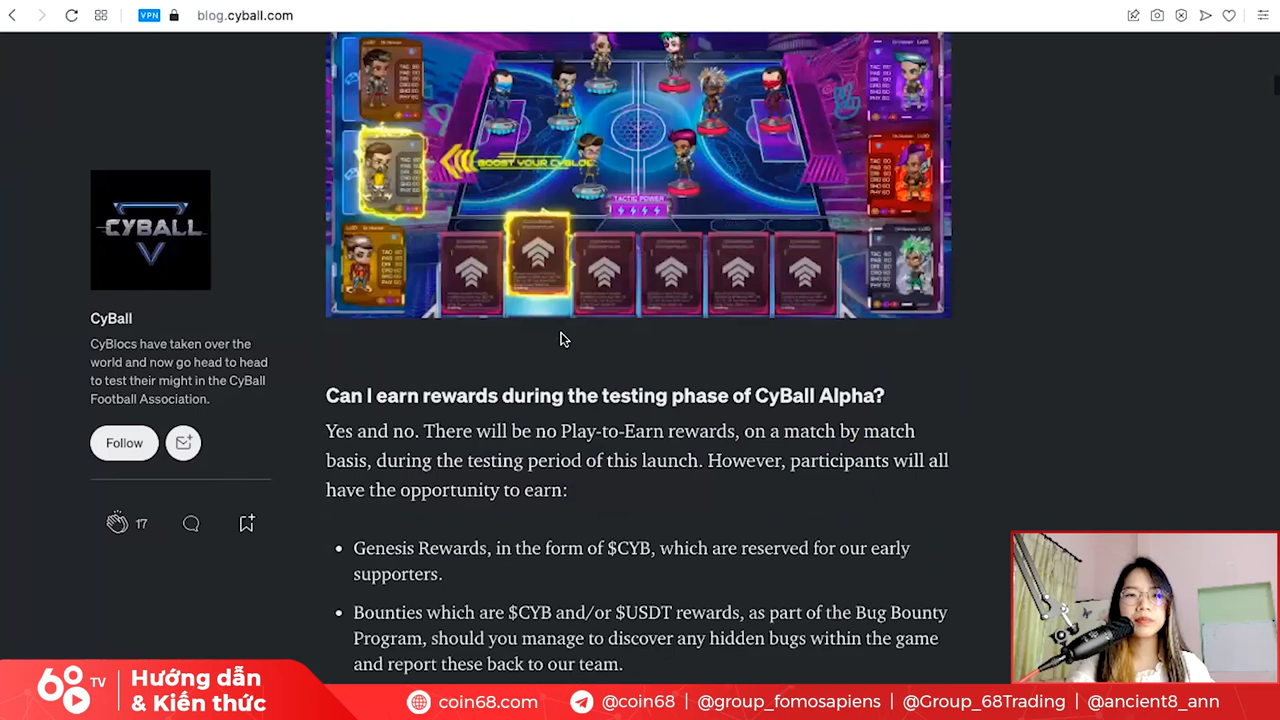 VPN
blog.cyball.com
BOOST YOUR CYBLOC
TACTIC POWER
CYBALL
CyBall
CyBlocs have taken over the
world and now go head to head
to test their might in the CyBall
Football Association.
Follow
17
Can I earn rewards during the testing phase of CyBall Alpha?
Yes and no. There will be no Play-to-Earn rewards, on a match by match
basis, during the testing period of this launch. However, participants will all
have the opportunity to earn:
• Genesis Rewards, in the form of $CYB, which are reserved for our early
supporters.
• Bounties which are $CYB and/or $USDT rewards, as part of the Bug Bounty
Program, should you manage to discover any hidden bugs within the game
and report these back to our team.
68 TV
Hướng dẫn
& Kiến thức
coin68.com
@coin68 | @group_fomosapiens | @Group_68Trading | @ancient8_ann